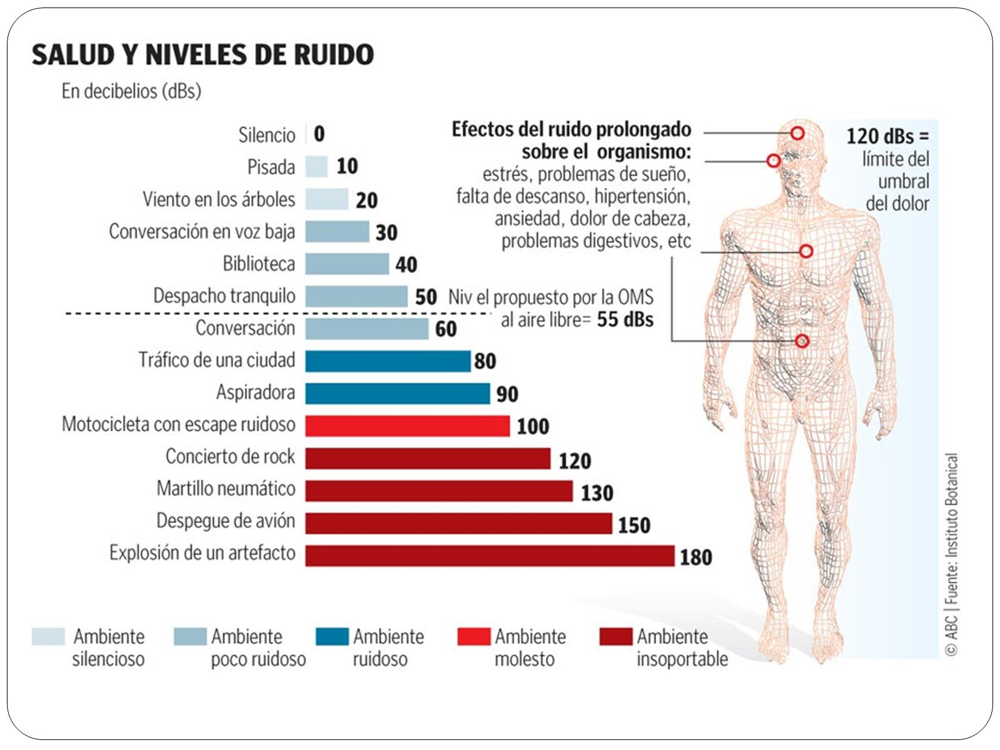 SALUD Y NIVELES DE RUIDO
En decibelios (dBs)
Silencio 0
Pisada 10
Viento en los árboles 20
Conversación en voz baja 30
Biblioteca 40
Despacho tranquilo 50
Conversación 60
Tráfico de una ciudad 80
Aspiradora 90
Motocicleta con escape ruidoso 100
Concierto de rock 120
Martillo neumático 130
Despegue de avión 150
Explosión de un artefacto 180
Efectos del ruido prolongado
sobre el organismo:
estrés, problemas de sueño,
falta de descanso, hipertensión,
ansiedad, dolor de cabeza,
problemas digestivos, etc
Niv el propuesto por la OMS
al aire libre= 55 dBs
120 dBs =
límite del
umbral
del dolor
Ambiente
silencioso
Ambiente
poco ruidoso
Ambiente
ruidoso
Ambiente
molesto
Ambiente
insoportable
© ABC | Fuente: Instituto Botanical